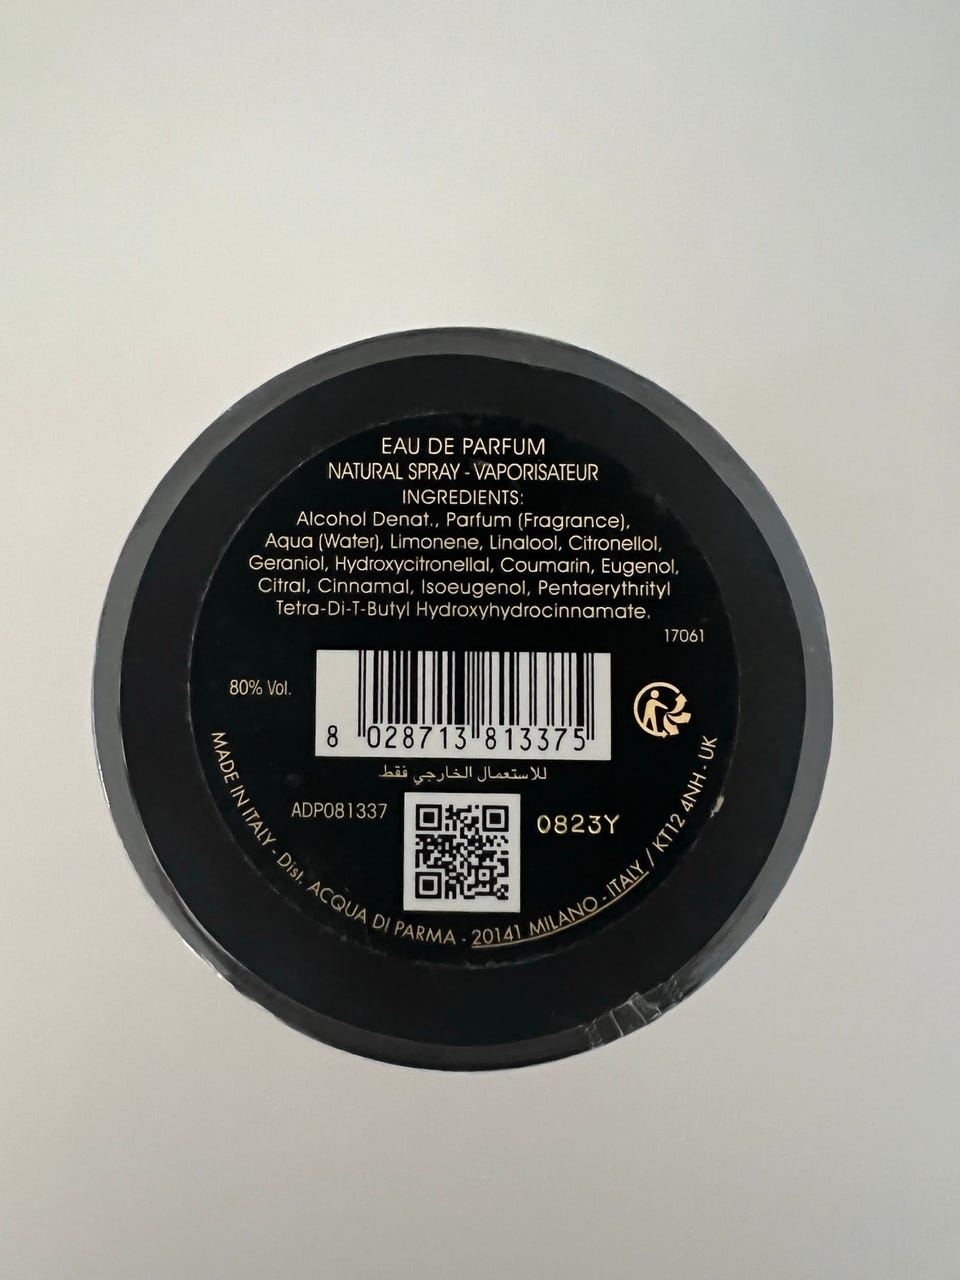 EAU DE PARFUM
NATURAL SPRAY - VAPORISATEUR
INGREDIENTS:
Alcohol Denat., Parfum (Fragrance),
Aqua (Water), Limonene, Linalool, Citronellol,
Geraniol, Hydroxycitronellal, Coumarin, Eugenol,
Citral, Cinnamal, Isoeugenol, Pentaerythrityl
Tetra-Di-T-Butyl Hydroxyhydrocinnamate.
17061
80% Vol.
8 028713 813375
للاستعمال الخارجي فقط.
ADP081337
0823Y
MADE IN ITALY - Dist. ACQUA DI PARMA - 20141 MILANO - ITALY / KT12 4NH - UK